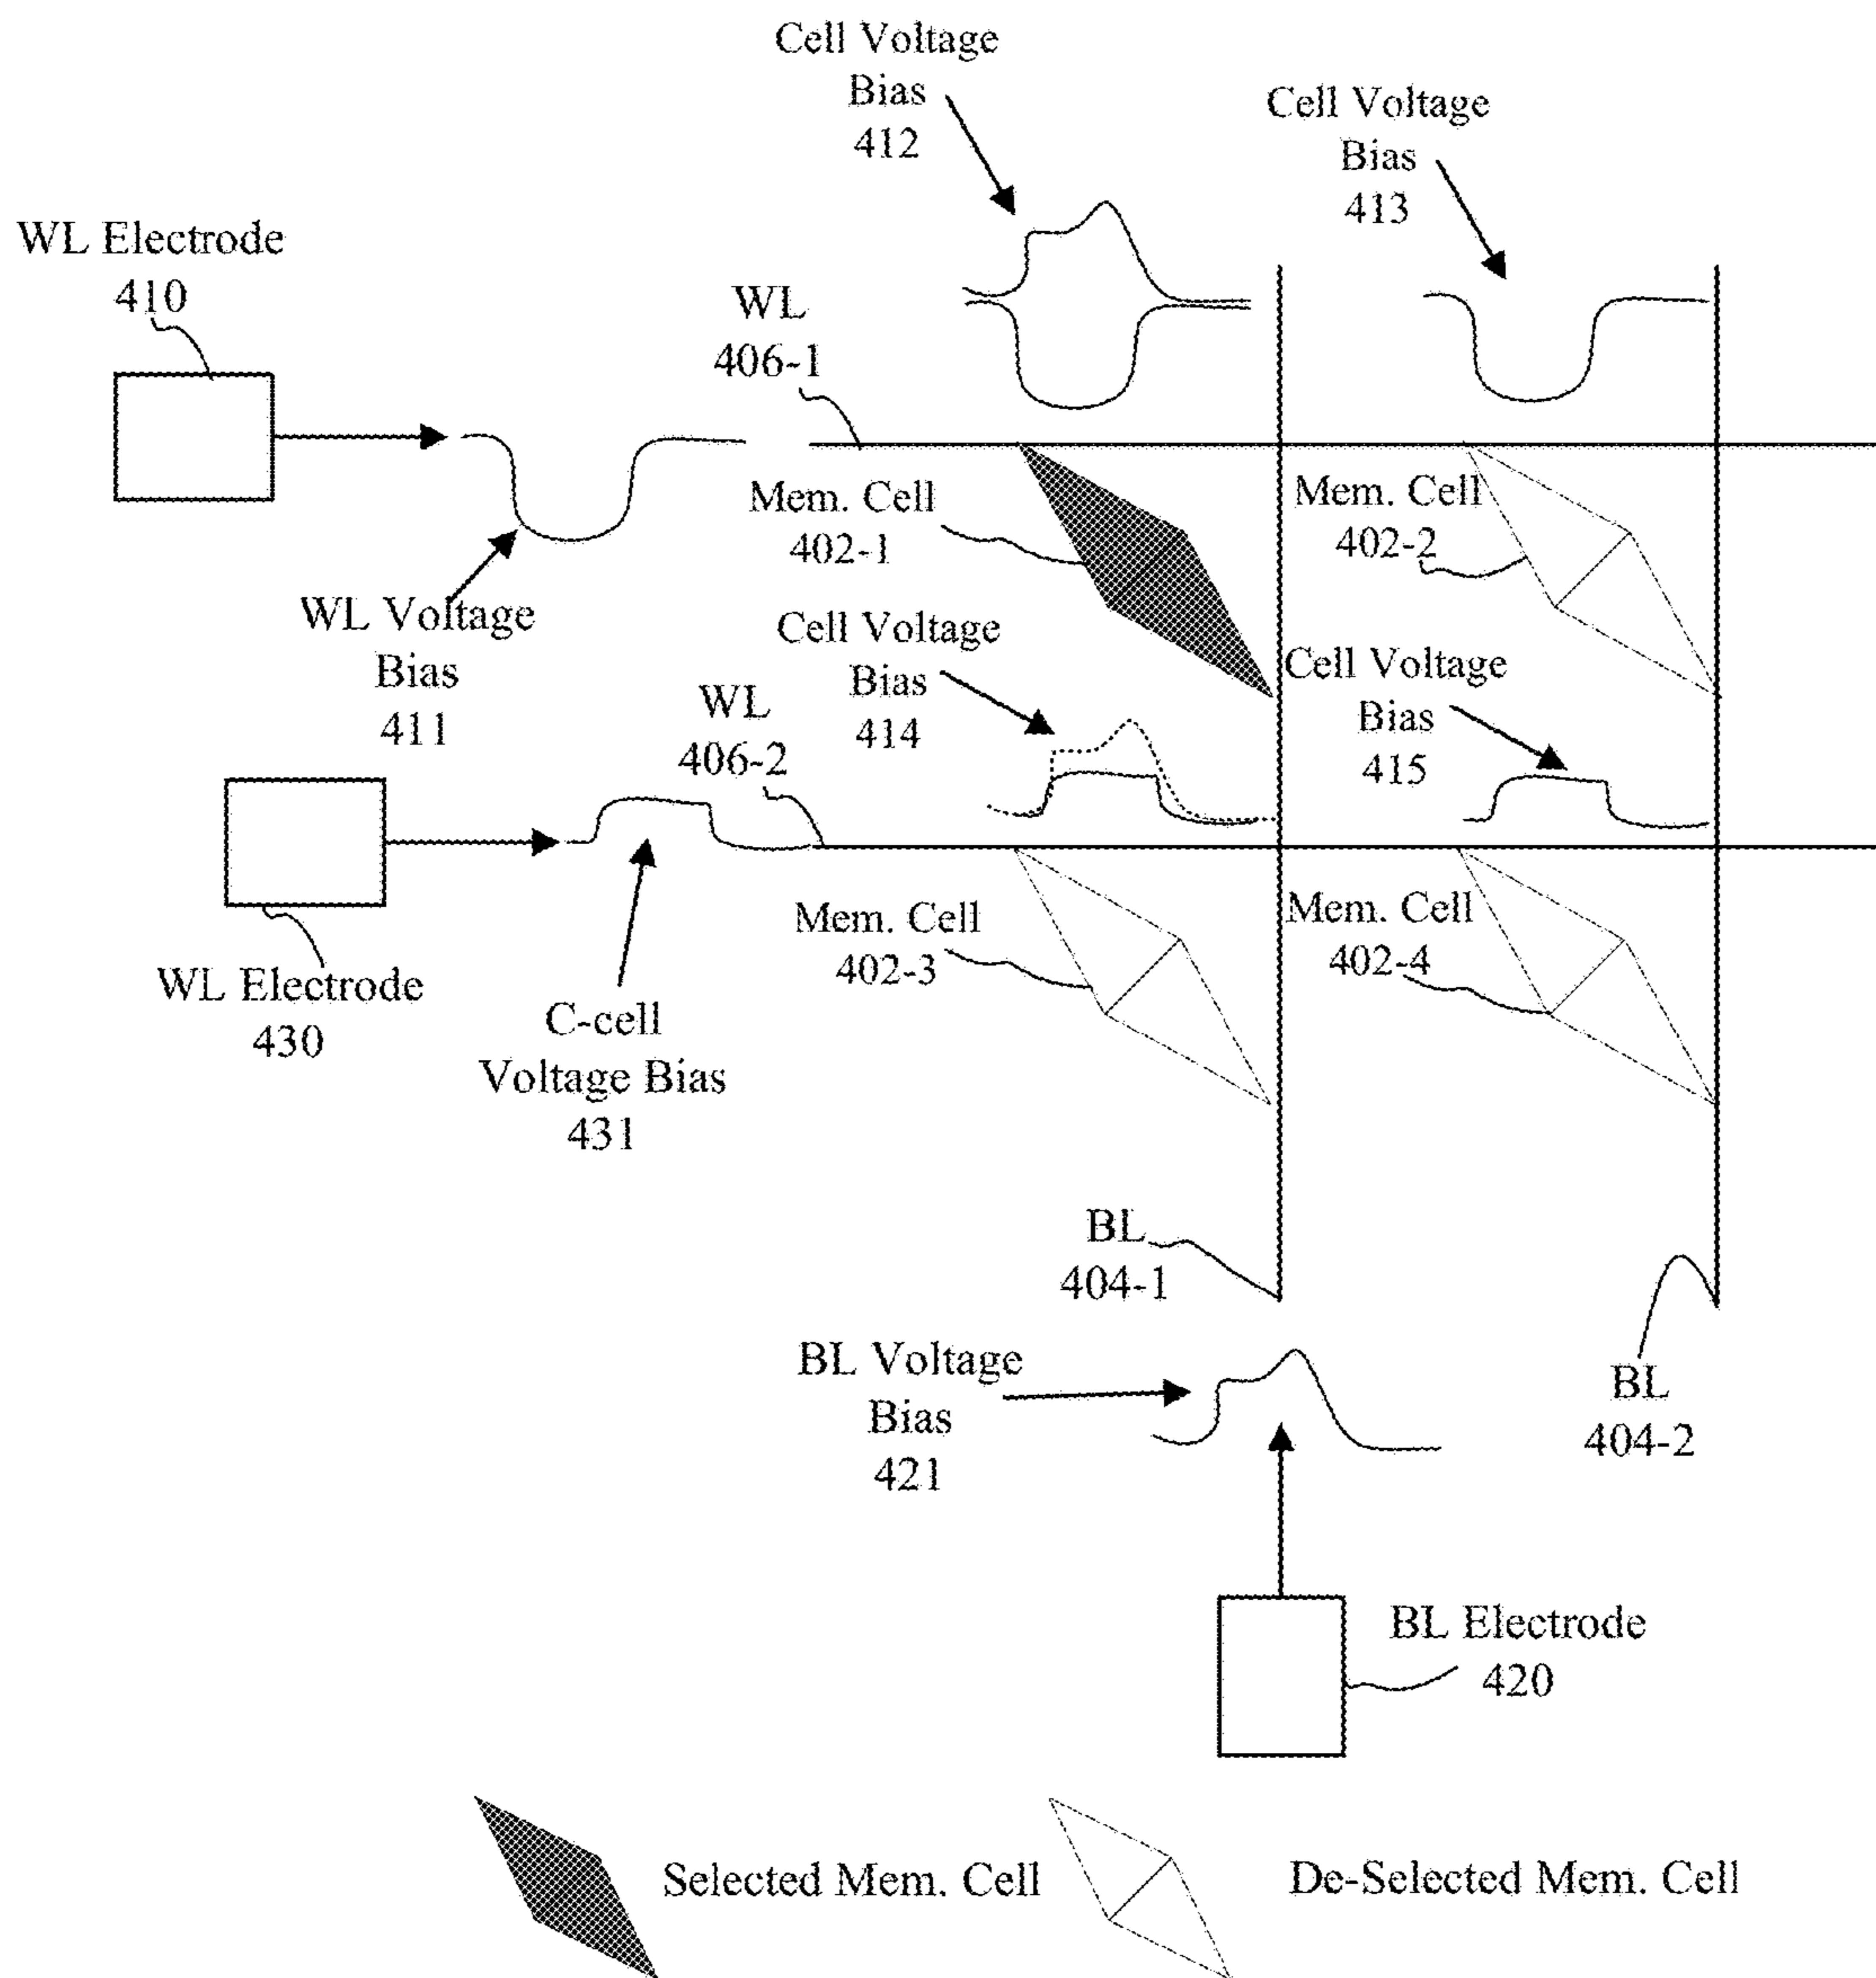 Cell Voltage
Bias
412
Cell Voltage
Bias
413
WL Electrode
410
WL
406-1
Mem. Cell
402-1
Mem. Cell
402-2
WL Voltage
Bias
411
Cell Voltage
Bias
414
Cell Voltage
Bias
415
WL
406-2
Mem. Cell
402-3
Mem. Cell
402-4
WL Electrode
430
C-cell
Voltage Bias
431
BL
404-1
BL
404-2
BL Voltage
Bias
421
BL Electrode
420
Selected Mem. Cell
De-Selected Mem. Cell